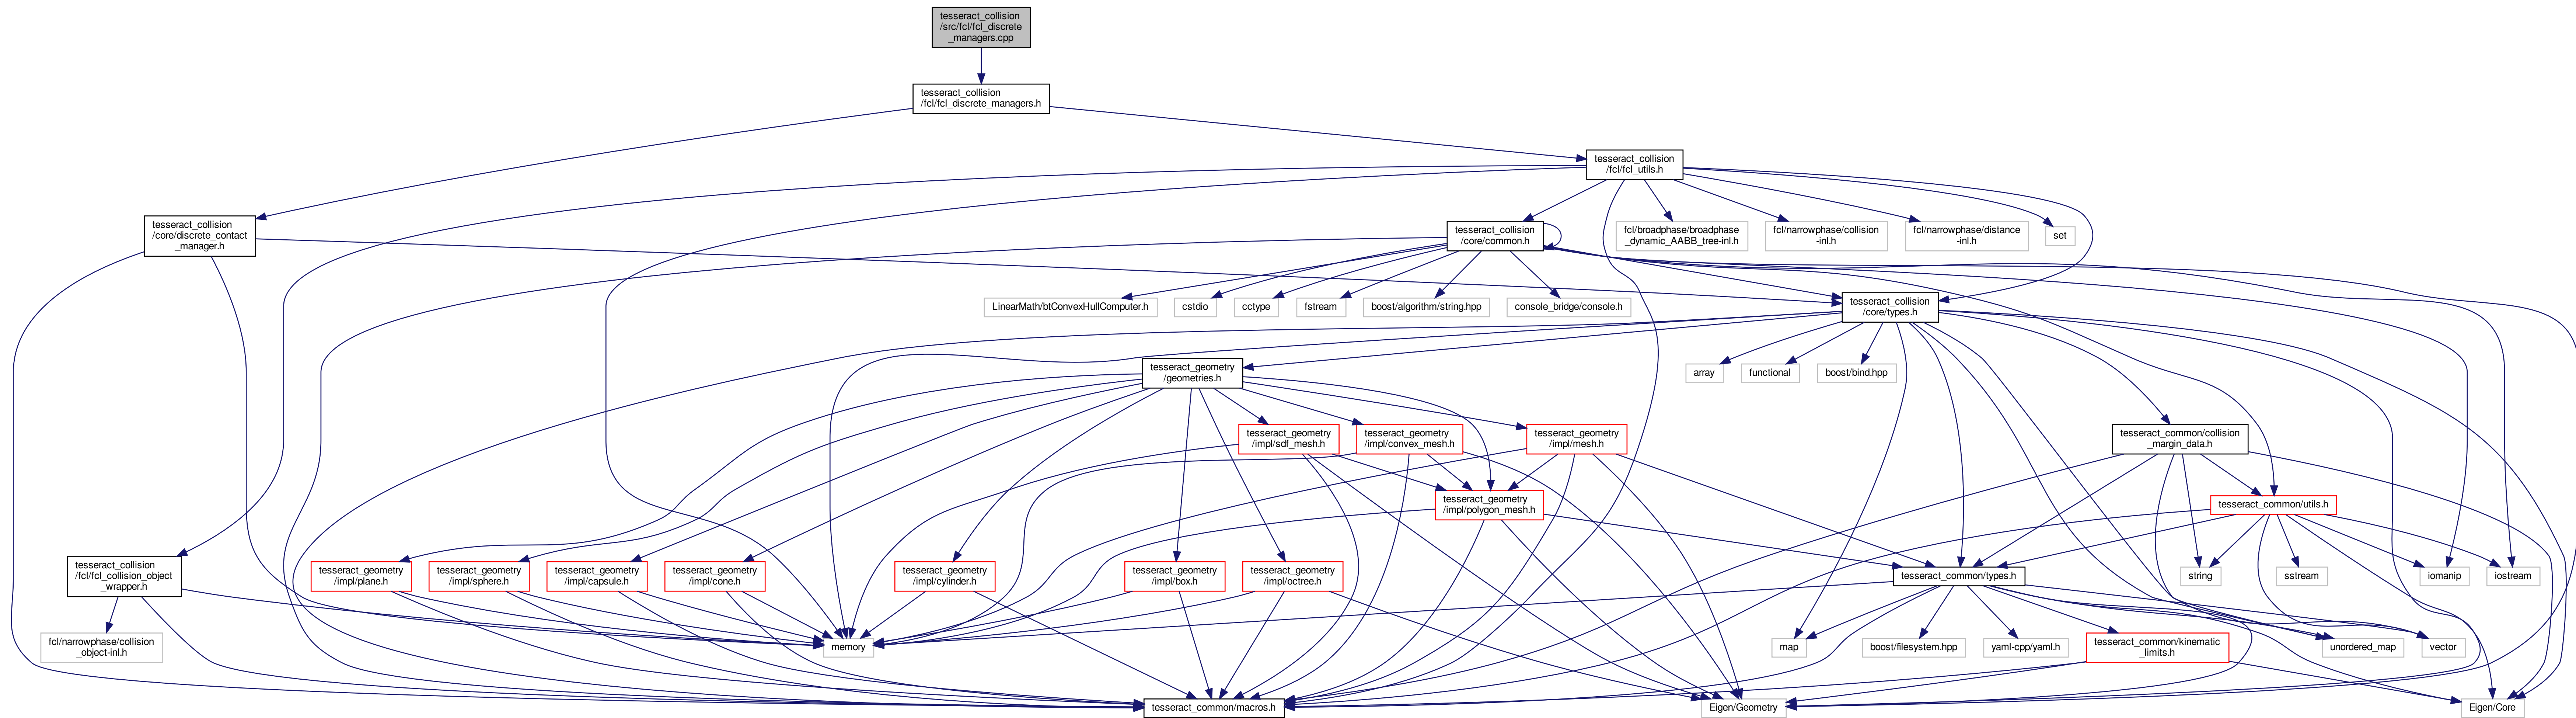 tesseract_collision
/src/fcl/fcl_discrete
_managers.cpp
tesseract_collision
/fcl/fcl_discrete_managers.h
tesseract_collision
/fcl/fcl_utils.h
tesseract_collision
/core/discrete_contact
_manager.h
tesseract_collision
/core/common.h
fcl/broadphase/broadphase
_dynamic_AABB_tree-inl.h
fcl/narrowphase/collision
-inl.h
fcl/narrowphase/distance
-inl.h
set
LinearMath/btConvexHullComputer.h
cstdio
cctype
fstream
boost/algorithm/string.hpp
console_bridge/console.h
tesseract_collision
/core/types.h
tesseract_geometry
/geometries.h
array
functional
boost/bind.hpp
tesseract_geometry
/impl/sdf_mesh.h
tesseract_geometry
/impl/convex_mesh.h
tesseract_geometry
/impl/mesh.h
tesseract_common/collision
_margin_data.h
tesseract_geometry
/impl/polygon_mesh.h
tesseract_common/utils.h
tesseract_collision
/fcl/fcl_collision_object
_wrapper.h
tesseract_geometry
/impl/plane.h
tesseract_geometry
/impl/sphere.h
tesseract_geometry
/impl/capsule.h
tesseract_geometry
/impl/cone.h
tesseract_geometry
/impl/cylinder.h
tesseract_geometry
/impl/box.h
tesseract_geometry
/impl/octree.h
tesseract_common/types.h
string
sstream
iomanip
iostream
fcl/narrowphase/collision
_object-inl.h
memory
map
boost/filesystem.hpp
yaml-cpp/yaml.h
tesseract_common/kinematic
_limits.h
unordered_map
vector
tesseract_common/macros.h
Eigen/Geometry
Eigen/Core